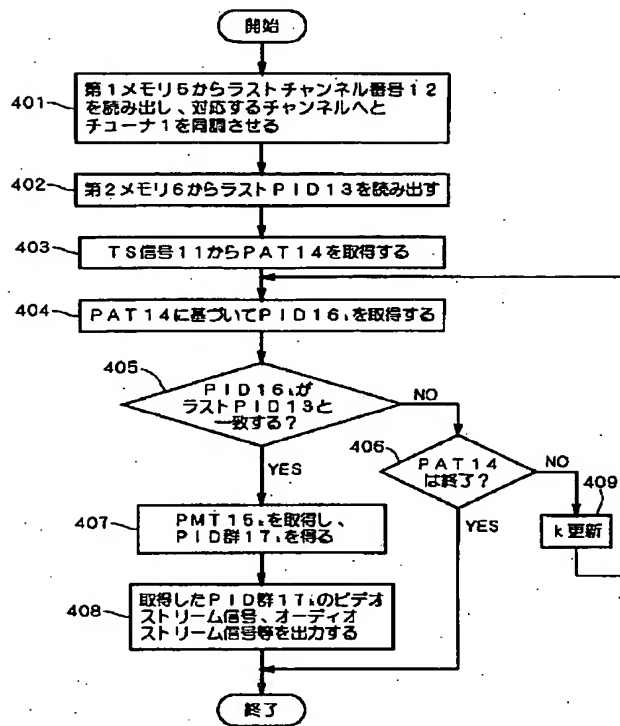 開始
401
第1メモリ5からラストチャンネル番号12
を読み出し、対応するチャンネルへと
チューナ1を同調させる
402
第2メモリ6からラストPID13を読み出す
403
TS信号11からPAT14を取得する
404
PAT14に基づいてPID16kを取得する
405
PID16kが
ラストPID13と
一致する?
NO
YES
406
PAT14
は終了?
NO
YES
409
k更新
407
PMT15kを取得し、
PID群17kを得る
408
取得したPID群17kのビデオ
ストリーム信号、オーディオ
ストリーム信号等を出力する
終了